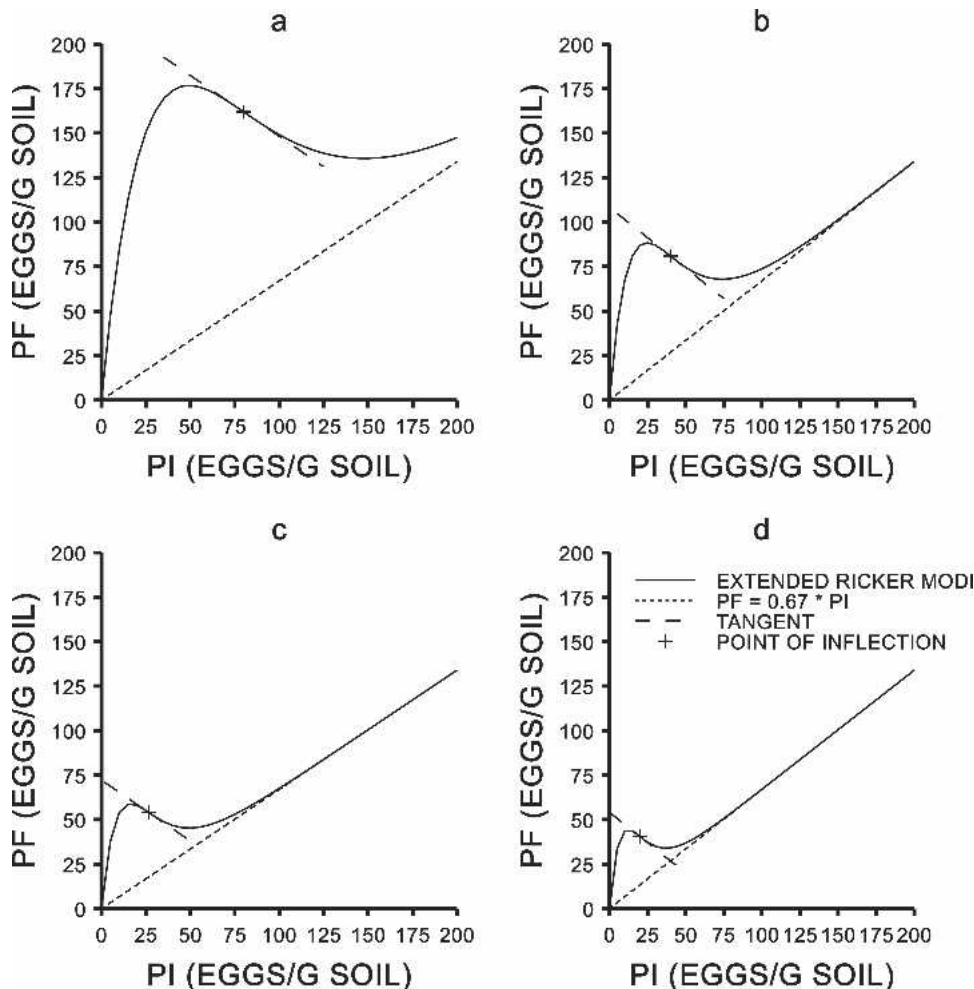 a
PF (EGGS/G SOIL)
200
175
150
125
100
75
50
25
0
0 25 50 75 100 125 150 175 200
PI (EGGS/G SOIL)
b
PF (EGGS/G SOIL)
200
175
150
125
100
75
50
25
0
0 25 50 75 100 125 150 175 200
PI (EGGS/G SOIL)
c
PF (EGGS/G SOIL)
200
175
150
125
100
75
50
25
0
0 25 50 75 100 125 150 175 200
PI (EGGS/G SOIL)
d
PF (EGGS/G SOIL)
200
175
150
125
100
75
50
25
0
EXTENDED RICKER MODI
PF = 0.67 * PI
TANGENT
POINT OF INFLECTION
0 25 50 75 100 125 150 175 200
PI (EGGS/G SOIL)